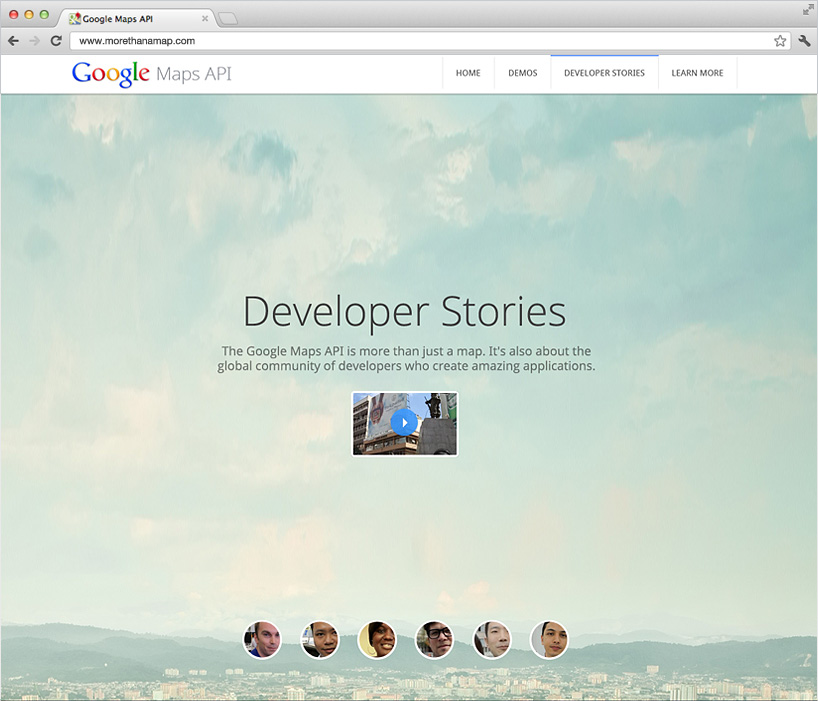 Google Maps API
www.morethanamap.com
Google Maps API
HOME
DEMOS
DEVELOPER STORIES
LEARN MORE
Developer Stories
The Google Maps API is more than just a map. It's also about the
global community of developers who create amazing applications.